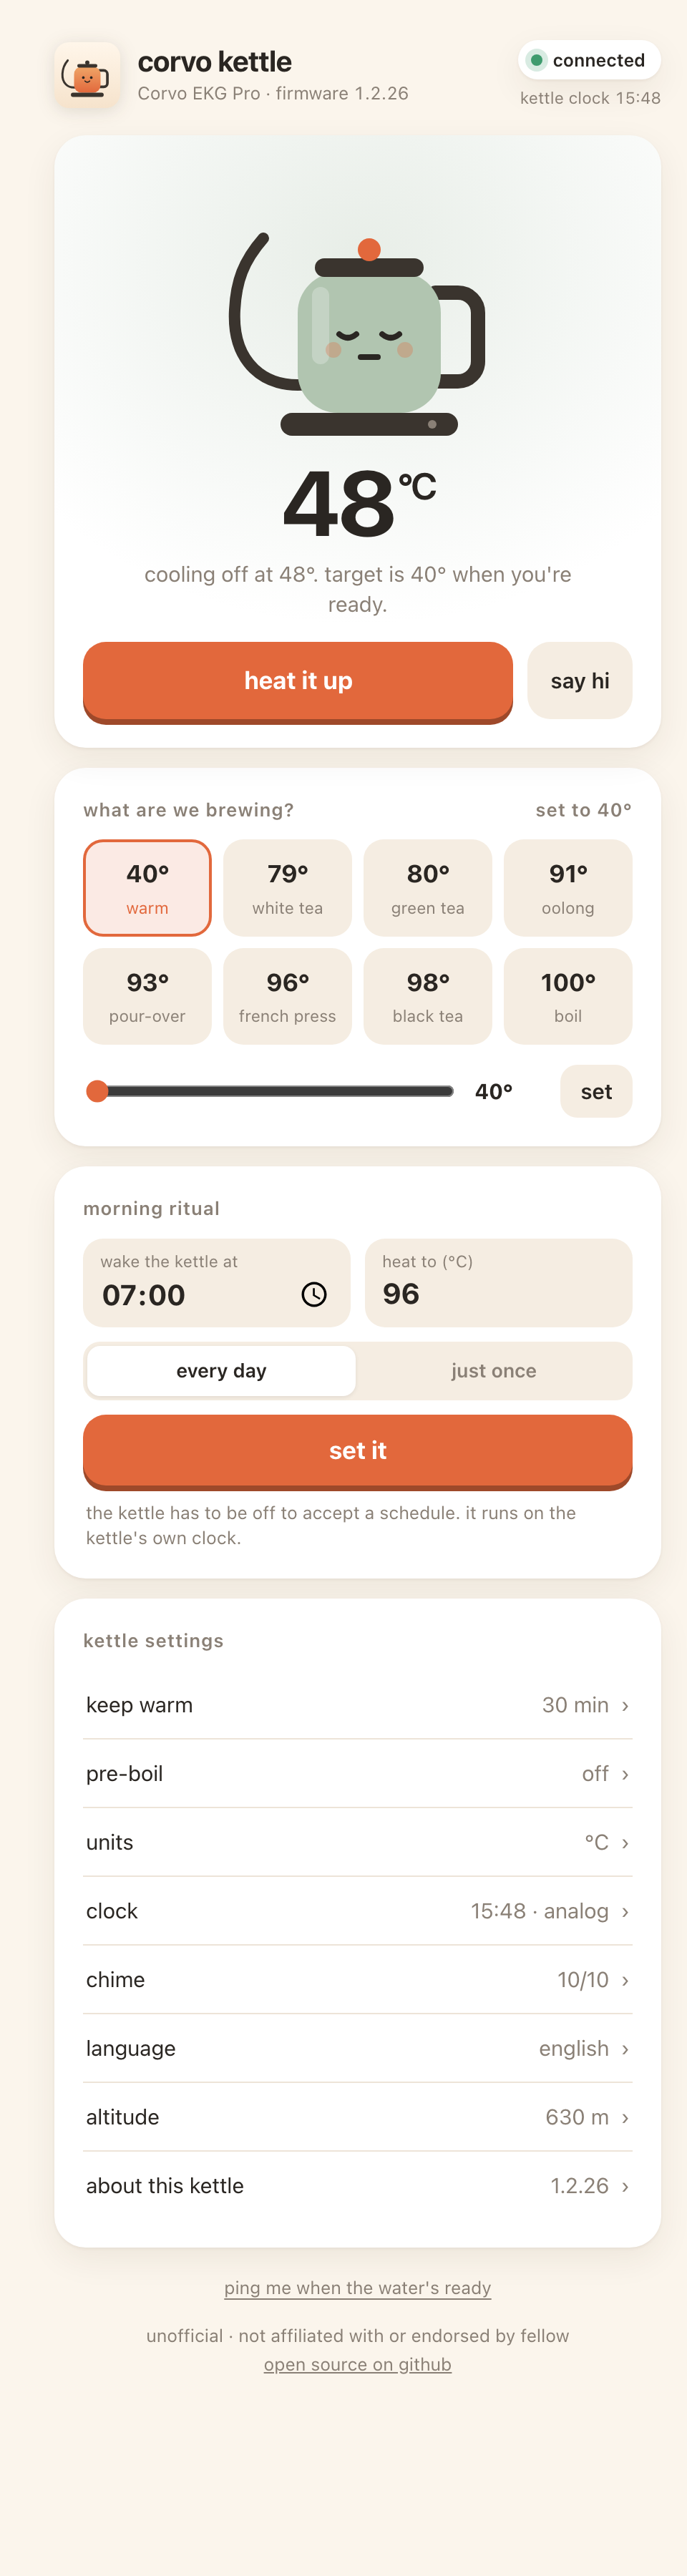 corvo kettle
Corvo EKG Pro · firmware 1.2.26
connected
kettle clock 15:48
48°C
cooling off at 48°. target is 40° when you're
ready.
heat it up
say hi
what are we brewing?
set to 40°
40°
warm
79°
white tea
80°
green tea
91°
oolong
93°
pour-over
96°
french press
98°
black tea
100°
boil
40°
set
morning ritual
wake the kettle at
07:00
heat to (°C)
96
every day
just once
set it
the kettle has to be off to accept a schedule. it runs on the
kettle's own clock.
kettle settings
keep warm
30 min ›
pre-boil
off ›
units
°C ›
clock
15:48 · analog ›
chime
10/10 ›
language
english ›
altitude
630 m ›
about this kettle
1.2.26 ›
ping me when the water's ready
unofficial · not affiliated with or endorsed by fellow
open source on github